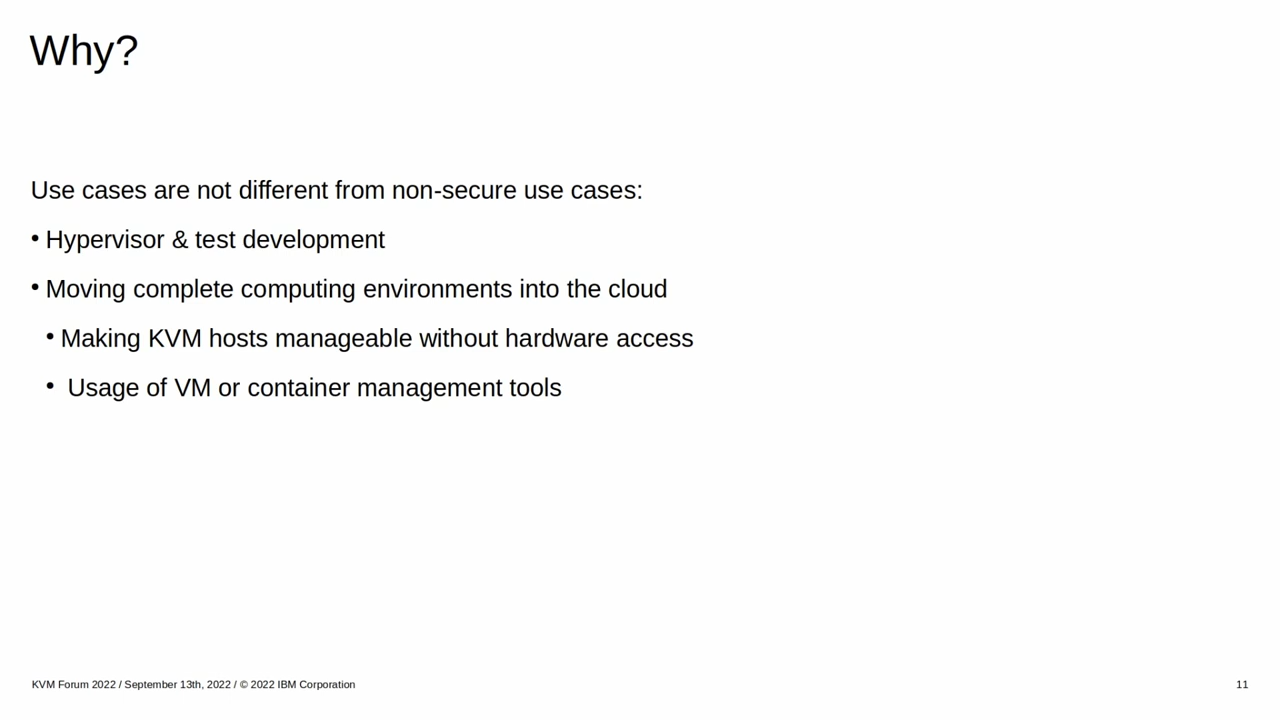 Why?
Use cases are not different from non-secure use cases:
• Hypervisor & test development
• Moving complete computing environments into the cloud
• Making KVM hosts manageable without hardware access
• Usage of VM or container management tools
KVM Forum 2022 / September 13th, 2022 / © 2022 IBM Corporation
11